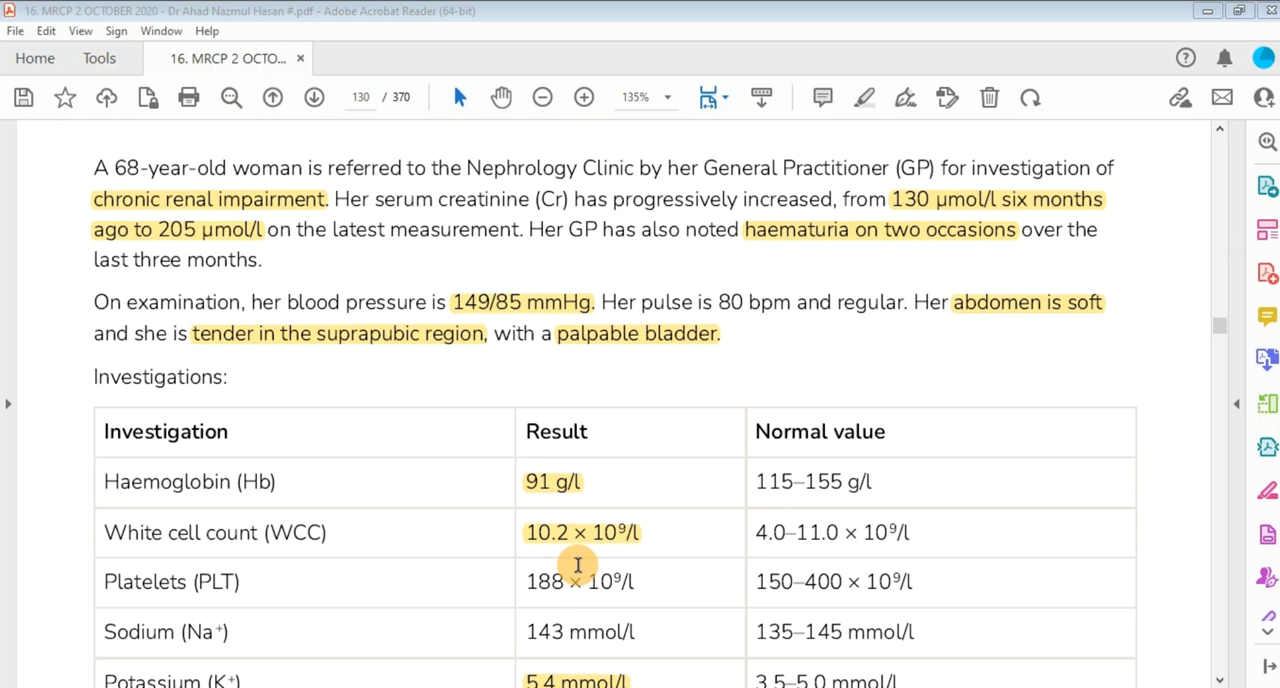 16. MRCP 2 OCTOBER 2020 - Dr Ahad Nazmul Hasan #.pdf - Adobe Acrobat Reader (64-bit)
File Edit View Sign Window Help
Home Tools 16. MRCP 2 OCTO... ×
130 / 370 135%
A 68-year-old woman is referred to the Nephrology Clinic by her General Practitioner (GP) for investigation of
chronic renal impairment. Her serum creatinine (Cr) has progressively increased, from 130 µmol/l six months
ago to 205 µmol/l on the latest measurement. Her GP has also noted haematuria on two occasions over the
last three months.
On examination, her blood pressure is 149/85 mmHg. Her pulse is 80 bpm and regular. Her abdomen is soft
and she is tender in the suprapubic region, with a palpable bladder.
Investigations:
Investigation Result Normal value
Haemoglobin (Hb) 91 g/l 115–155 g/l
White cell count (WCC) 10.2 × 10⁹/l 4.0–11.0 × 10⁹/l
Platelets (PLT) 188 × 10⁹/l 150–400 × 10⁹/l
Sodium (Na⁺) 143 mmol/l 135–145 mmol/l
Potassium (K⁺) 5.4 mmol/l 3.5–5.0 mmol/l